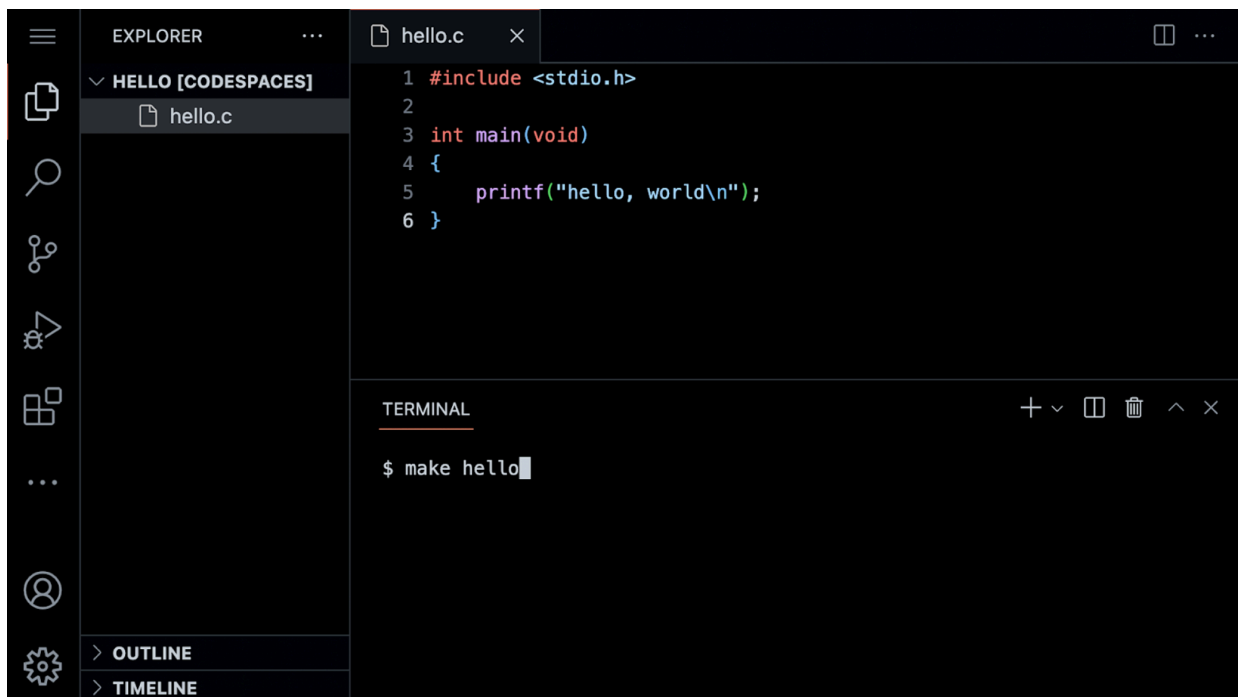 EXPLORER
HELLO [CODESPACES]
hello.c
OUTLINE
TIMELINE
hello.c
1 #include <stdio.h>
2
3 int main(void)
4 {
5     printf("hello, world\n");
6 }
TERMINAL
$ make hello